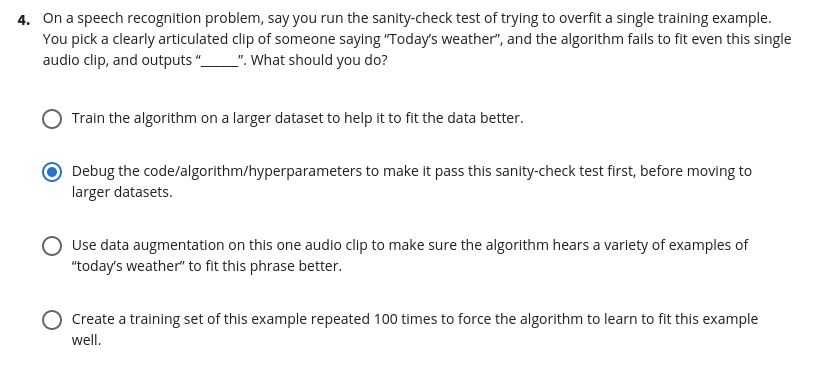 4. On a speech recognition problem, say you run the sanity-check test of trying to overfit a single training example.
You pick a clearly articulated clip of someone saying “Today’s weather”, and the algorithm fails to fit even this single
audio clip, and outputs “______”. What should you do?
Train the algorithm on a larger dataset to help it to fit the data better.
Debug the code/algorithm/hyperparameters to make it pass this sanity-check test first, before moving to
larger datasets.
Use data augmentation on this one audio clip to make sure the algorithm hears a variety of examples of
“today’s weather” to fit this phrase better.
Create a training set of this example repeated 100 times to force the algorithm to learn to fit this example
well.